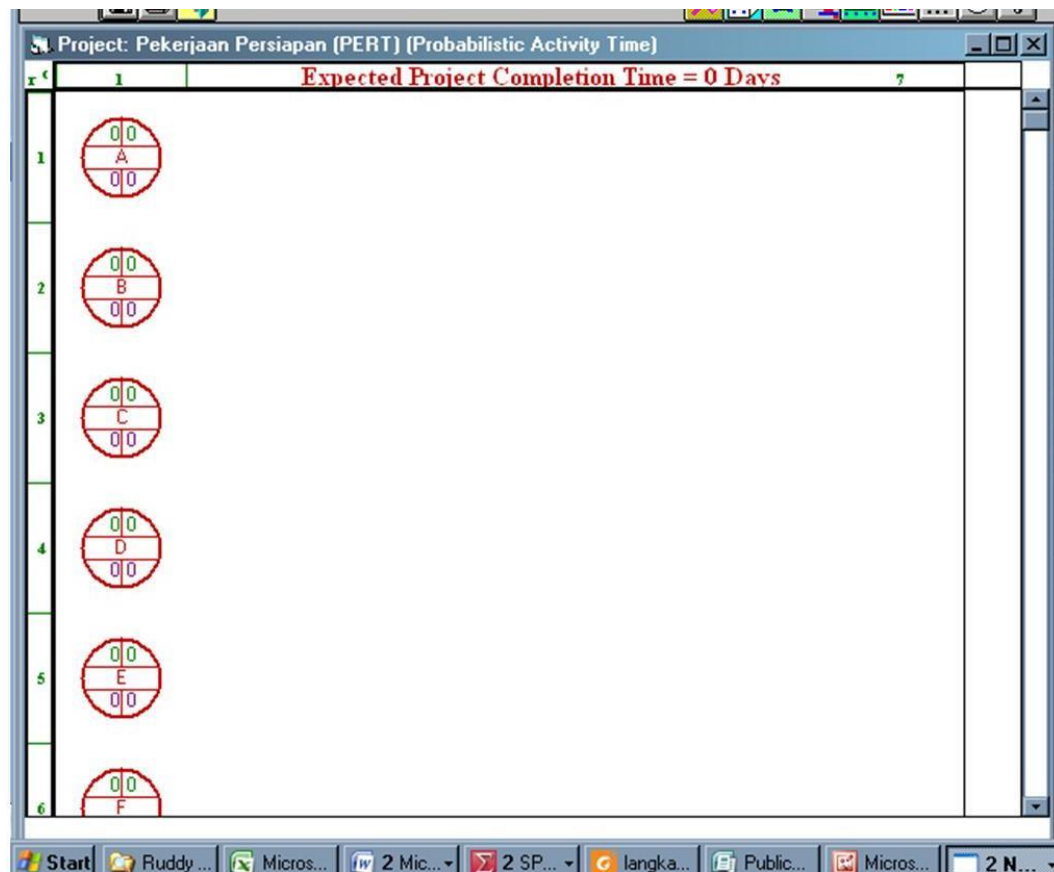 Project: Pekerjaan Persiapan (PERT) (Probabilistic Activity Time)
1 Expected Project Completion Time = 0 Days 7
1
0 0
A
0 0
2
0 0
B
0 0
3
0 0
C
0 0
4
0 0
D
0 0
5
0 0
E
0 0
6
0 0
F
Start Ruddy ... Micros... 2 Mic... 2 SP... langka... Public... Micros... 2 N...